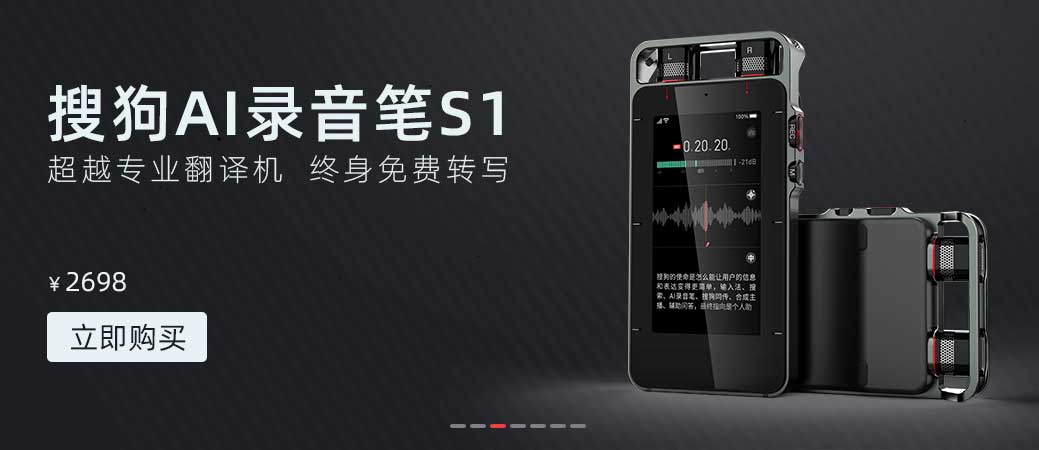 搜狗AI录音笔S1
超越专业翻译机 终身免费转写
¥ 2698
立即购买
L R
REC
100%
0.20.20.
-21dB
搜狗的使命是怎么能让用户的信息
和表达变得更简单，输入法、搜
索、AI录音笔、搜狗同传、合成主
播、辅助问答，最终指向是个人助